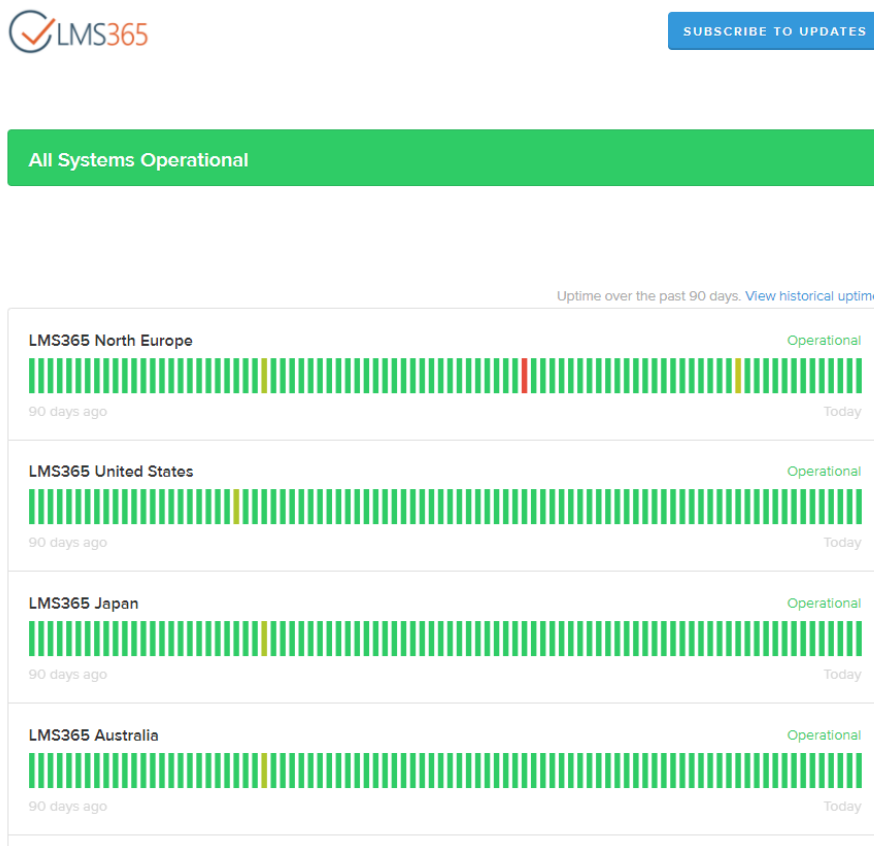 LMS365
SUBSCRIBE TO UPDATES
All Systems Operational
Uptime over the past 90 days. View historical uptime
LMS365 North Europe Operational
90 days ago Today
LMS365 United States Operational
90 days ago Today
LMS365 Japan Operational
90 days ago Today
LMS365 Australia Operational
90 days ago Today